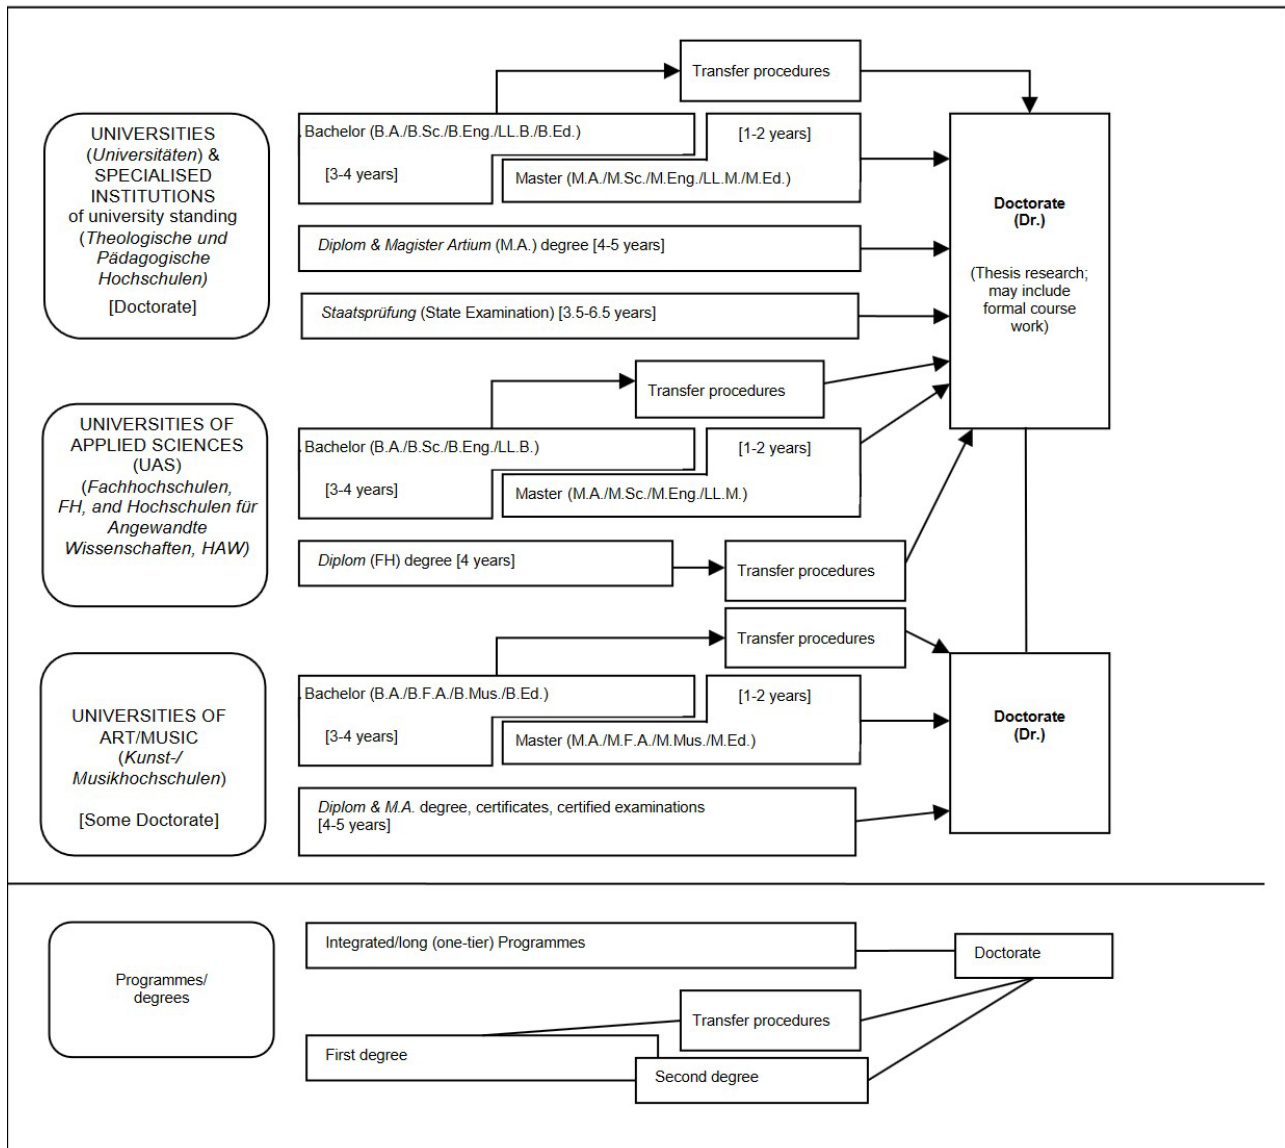 Transfer procedures
UNIVERSITIES
(Universitäten) &
SPECIALISED
INSTITUTIONS
of university standing
(Theologische und
Pädagogische
Hochschulen)
[Doctorate]
Bachelor (B.A./B.Sc./B.Eng./LL.B./B.Ed.)
[3-4 years]
[1-2 years]
Master (M.A./M.Sc./M.Eng./LL.M./M.Ed.)
Diplom & Magister Artium (M.A.) degree [4-5 years]
Staatsprüfung (State Examination) [3.5-6.5 years]
Doctorate
(Dr.)
(Thesis research;
may include
formal course
work)
Transfer procedures
UNIVERSITIES OF
APPLIED SCIENCES
(UAS)
(Fachhochschulen,
FH, and Hochschulen für
Angewandte
Wissenschaften, HAW)
Bachelor (B.A./B.Sc./B.Eng./LL.B.)
[3-4 years]
[1-2 years]
Master (M.A./M.Sc./M.Eng./LL.M.)
Diplom (FH) degree [4 years]
Transfer procedures
Transfer procedures
UNIVERSITIES OF
ART/MUSIC
(Kunst-/
Musikhochschulen)
[Some Doctorate]
Bachelor (B.A./B.F.A./B.Mus./B.Ed.)
[3-4 years]
[1-2 years]
Master (M.A./M.F.A./M.Mus./M.Ed.)
Diplom & M.A. degree, certificates, certified examinations
[4-5 years]
Doctorate
(Dr.)
Programmes/
degrees
Integrated/long (one-tier) Programmes
Doctorate
Transfer procedures
First degree
Second degree